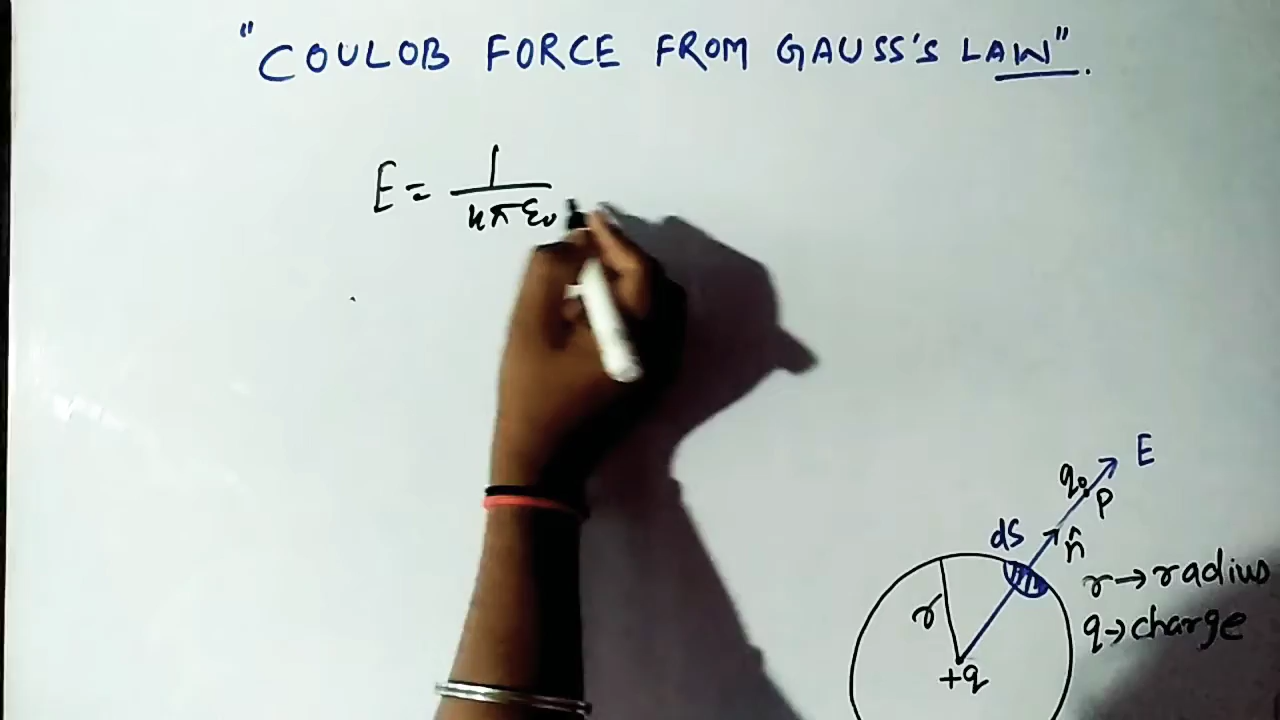 "COULOB FORCE FROM GAUSS'S LAW".
E = 1/4πε₀
E
q₀
P
dS
n̂
r → radius
r
q → charge
+q